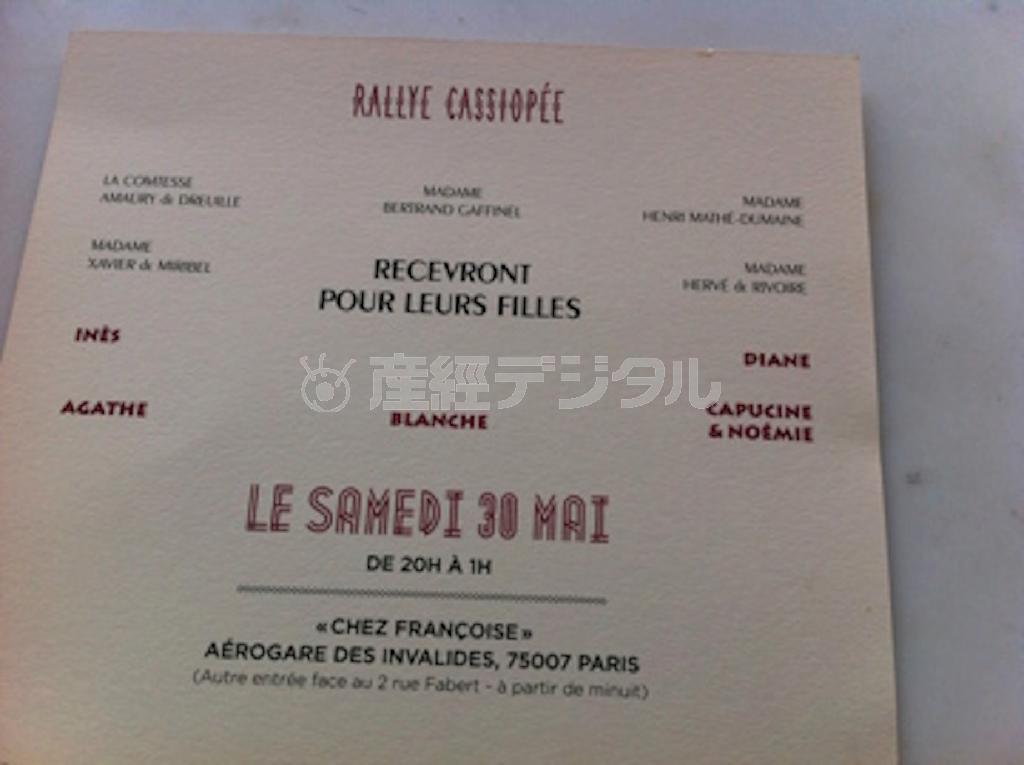 RALLYE CASSIOPÉE
LA COMTESSE
AMAURY de DREUILLE
MADAME
BERTRAND GAFFINEL
MADAME
HENRI MATHÉ-DUMAINE
MADAME
XAVIER de MIRIBEL
RECEVRONT
POUR LEURS FILLES
MADAME
HERVÉ de RIVOIRE
INÈS
DIANE
産経デジタル
AGATHE
BLANCHE
CAPUCINE
& NOÉMIE
LE SAMEDI 30 MAI
DE 20H À 1H
«CHEZ FRANÇOISE»
AÉROGARE DES INVALIDES, 75007 PARIS
(Autre entrée face au 2 rue Fabert - à partir de minuit)